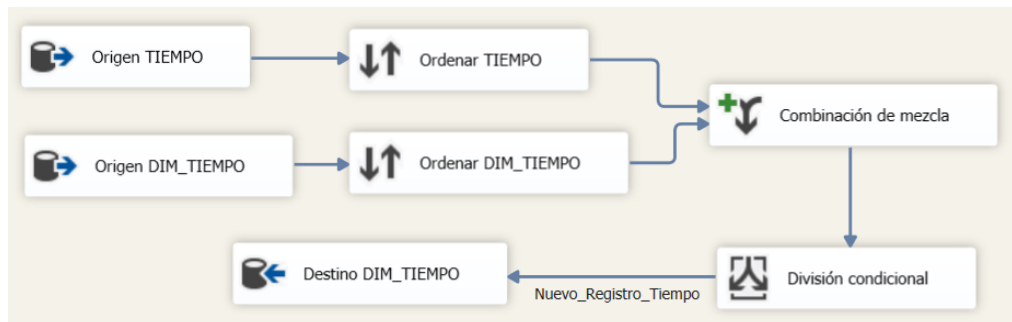 Origen TIEMPO
Ordenar TIEMPO
Combinación de mezcla
Origen DIM_TIEMPO
Ordenar DIM_TIEMPO
Destino DIM_TIEMPO
Nuevo_Registro_Tiempo
División condicional